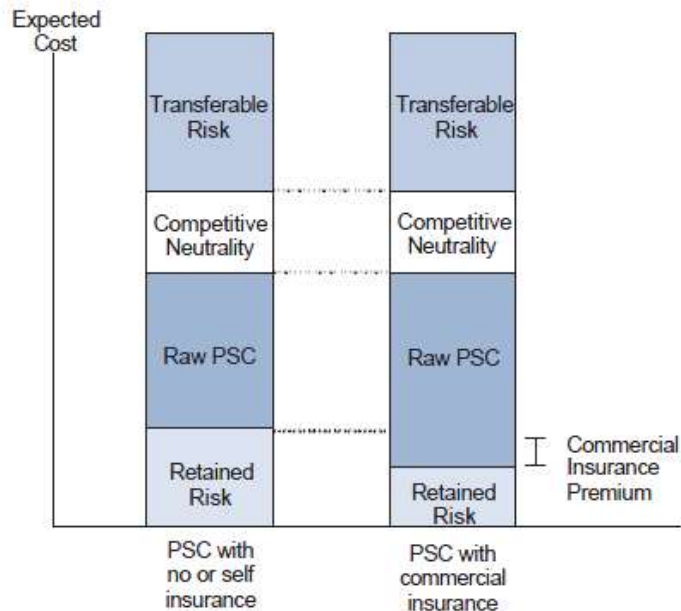 Expected
Cost
Transferable
Risk
Competitive
Neutrality
Raw PSC
Retained
Risk
PSC with
no or self
insurance
Transferable
Risk
Competitive
Neutrality
Raw PSC
Retained
Risk
PSC with
commercial
insurance
Commercial
Insurance
Premium